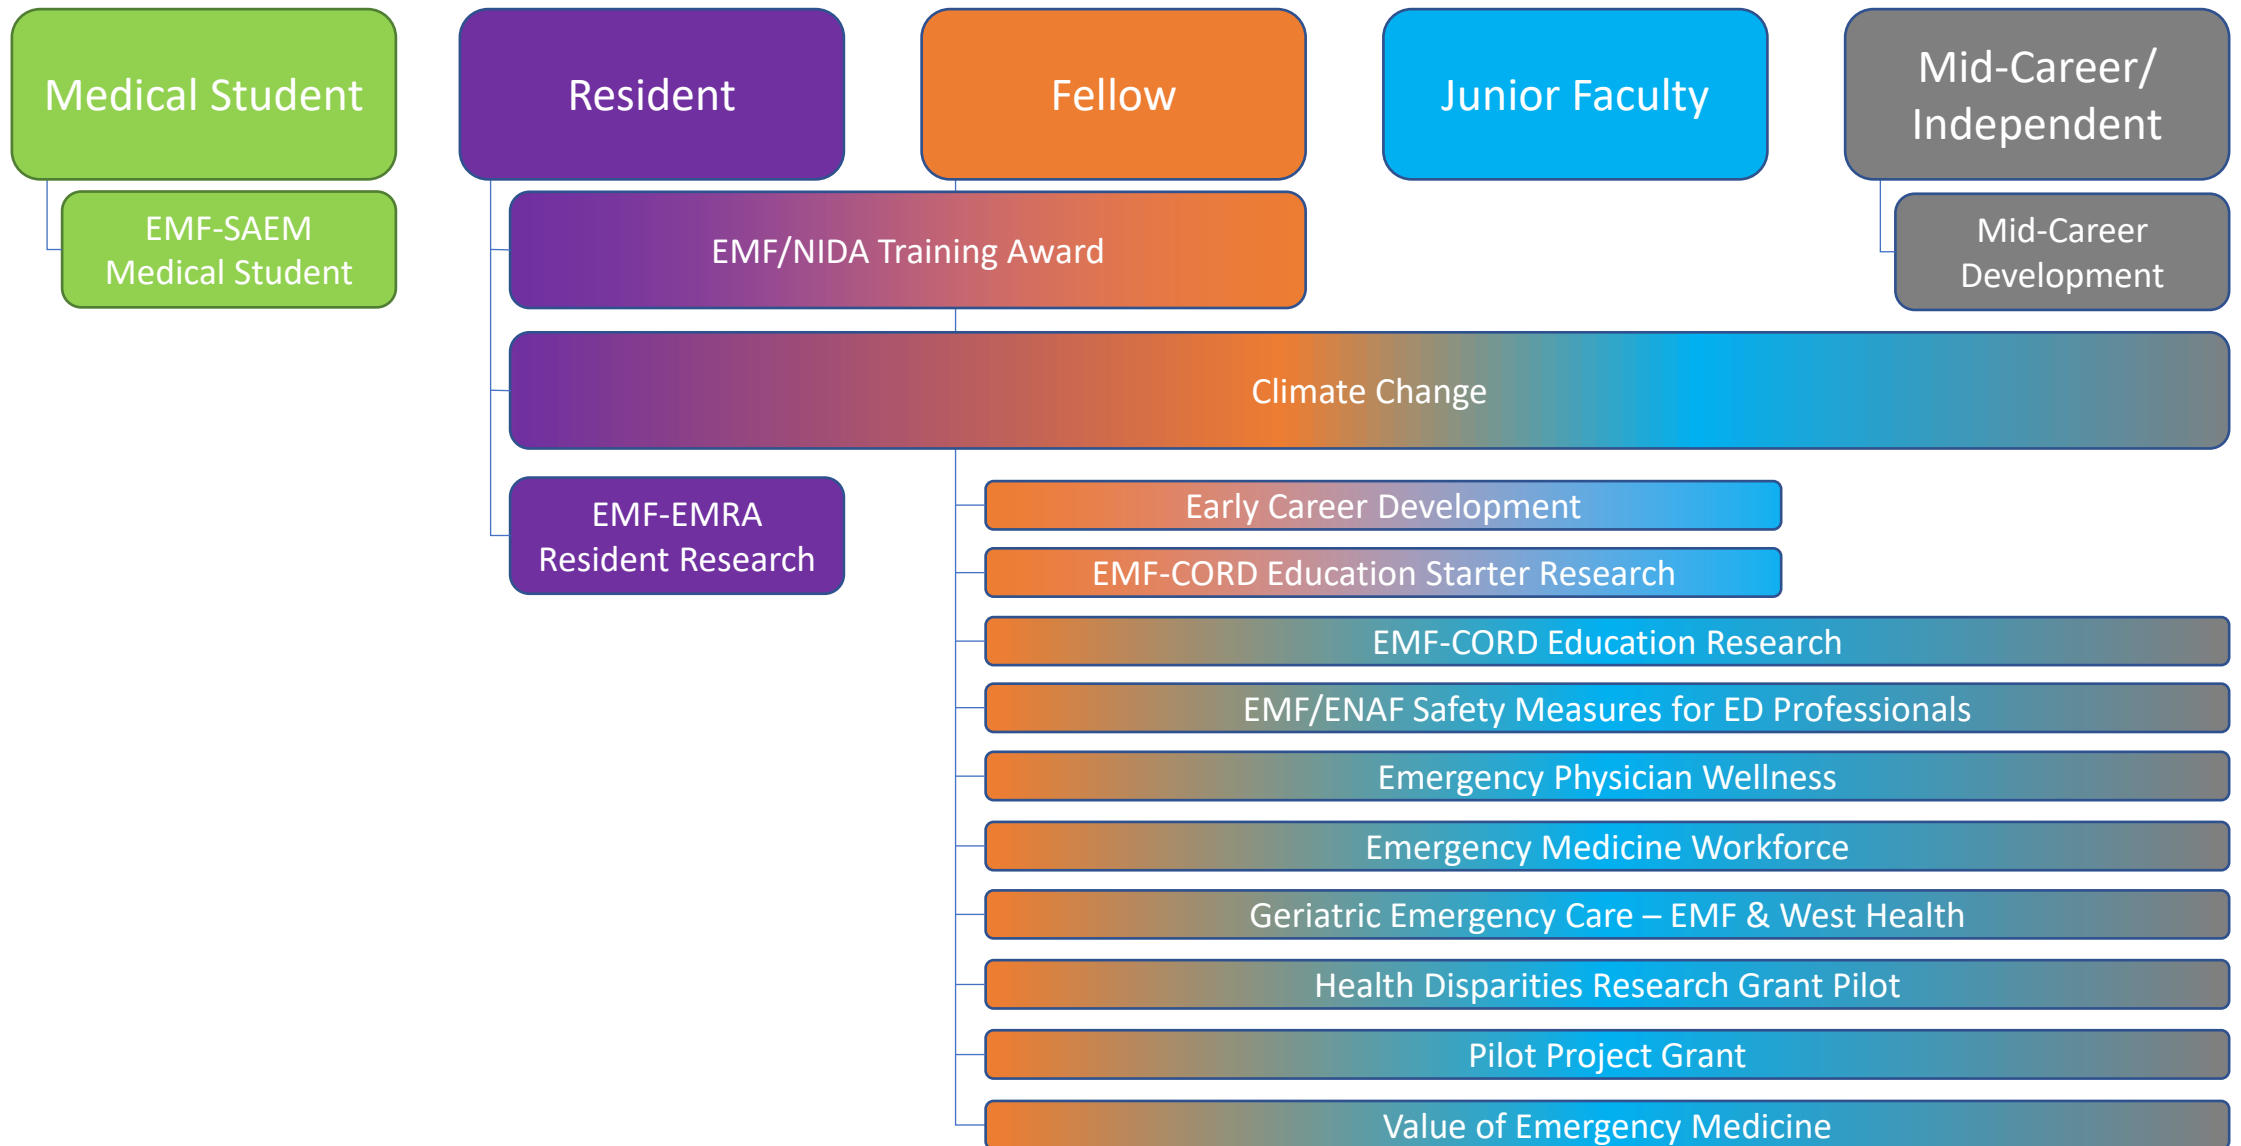 Medical Student
Resident
Fellow
Junior Faculty
Mid-Career/
Independent
EMF-SAEM
Medical Student
EMF/NIDA Training Award
Mid-Career
Development
Climate Change
EMF-EMRA
Resident Research
Early Career Development
EMF-CORD Education Starter Research
EMF-CORD Education Research
EMF/ENAF Safety Measures for ED Professionals
Emergency Physician Wellness
Emergency Medicine Workforce
Geriatric Emergency Care – EMF & West Health
Health Disparities Research Grant Pilot
Pilot Project Grant
Value of Emergency Medicine